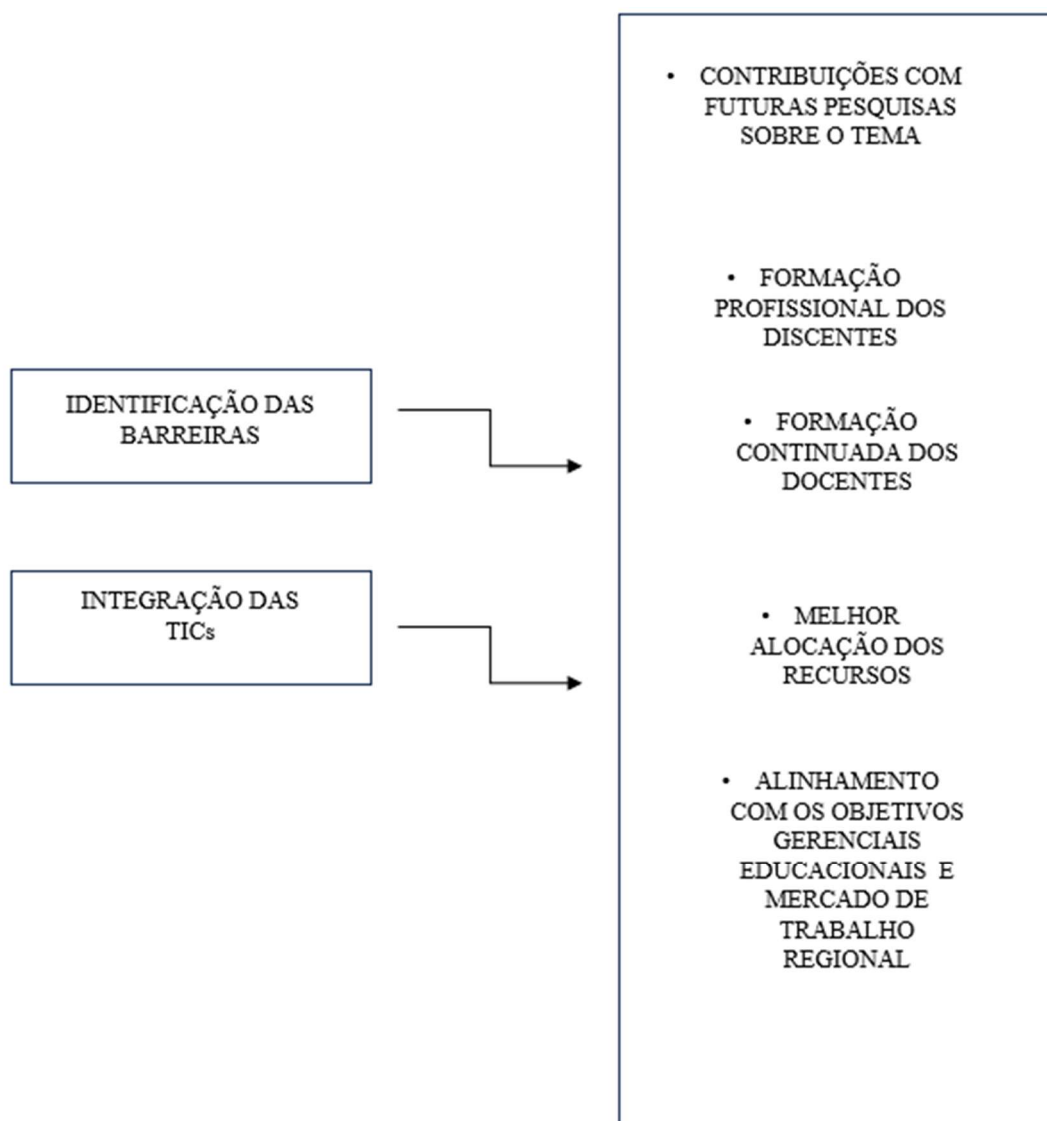 • CONTRIBUIÇÕES COM
FUTURAS PESQUISAS
SOBRE O TEMA
• FORMAÇÃO
PROFISSIONAL DOS
DISCENTES
IDENTIFICAÇÃO DAS
BARREIRAS
• FORMAÇÃO
CONTINUADA DOS
DOCENTES
INTEGRAÇÃO DAS
TICs
• MELHOR
ALOCAÇÃO DOS
RECURSOS
• ALINHAMENTO
COM OS OBJETIVOS
GERENCIAIS
EDUCACIONAIS E
MERCADO DE
TRABALHO
REGIONAL